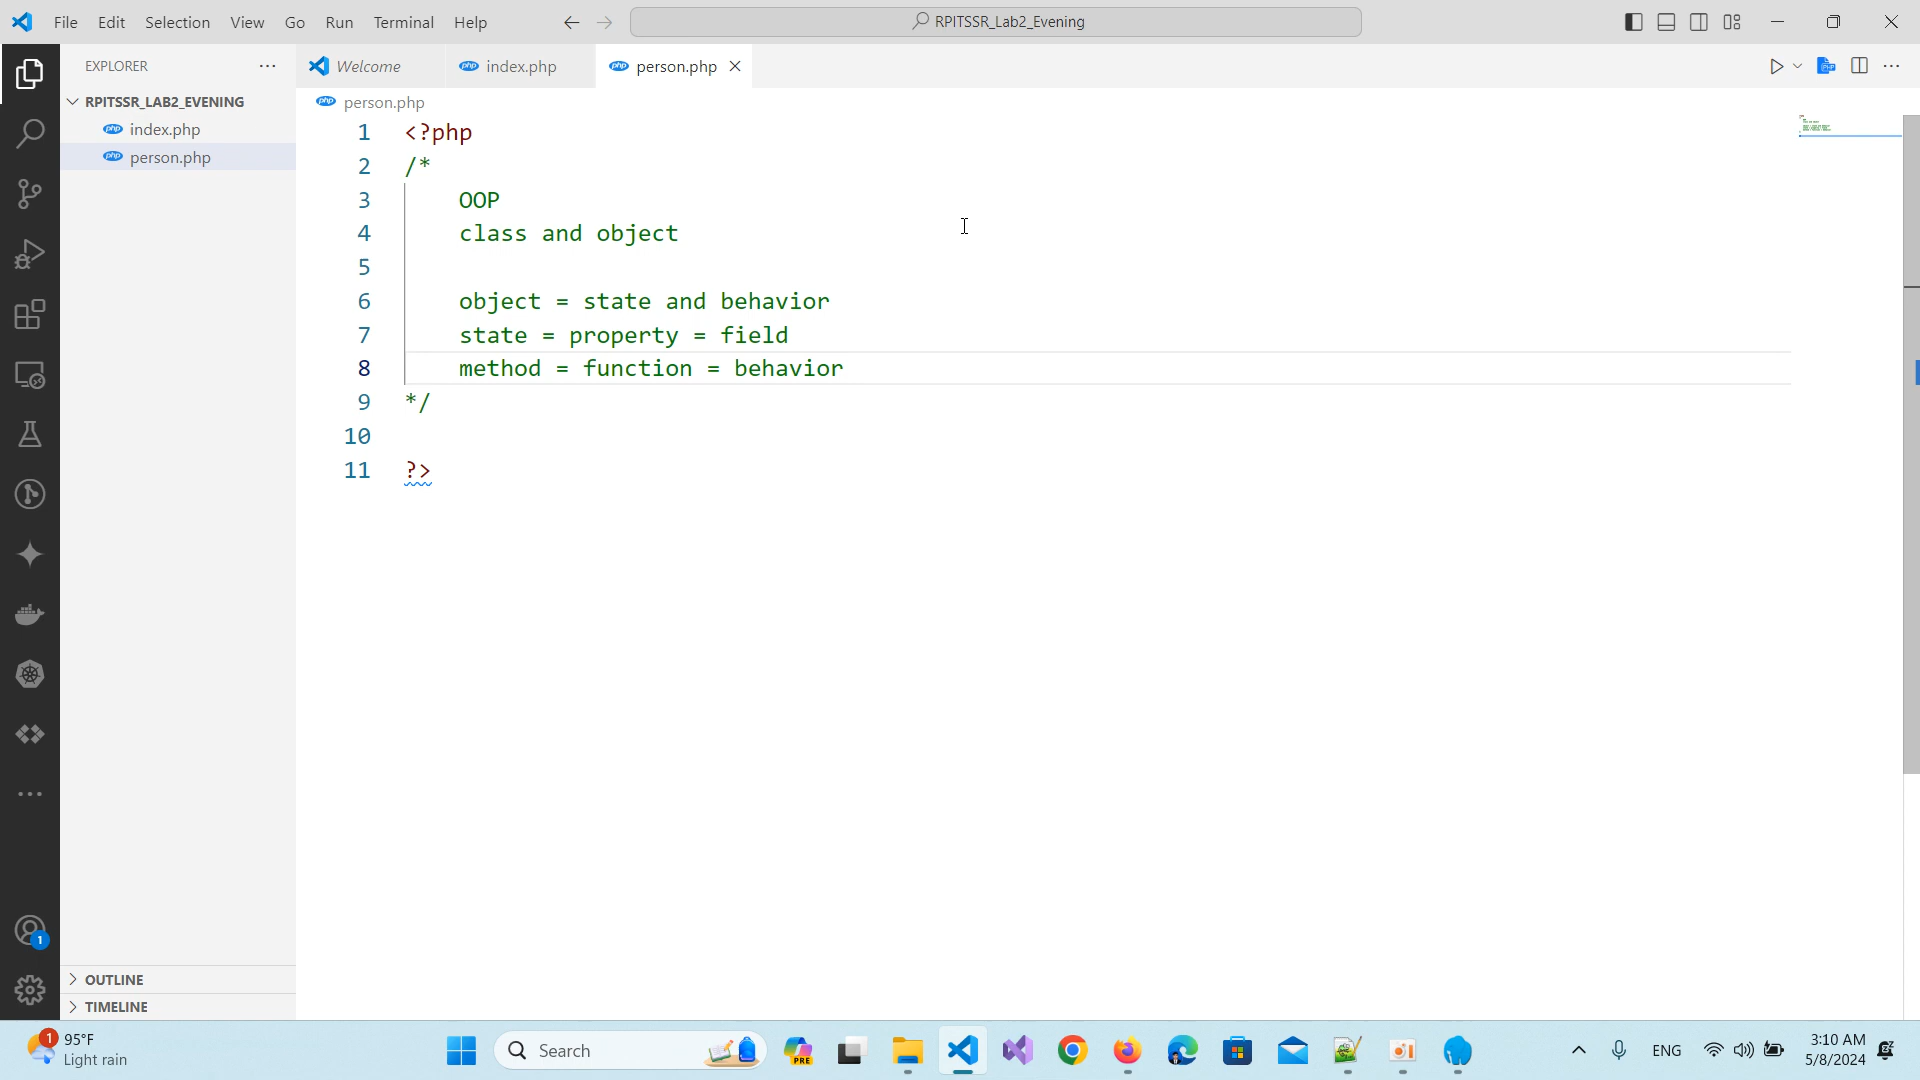 File Edit Selection View Go Run Terminal Help
RPITSSR_Lab2_Evening
EXPLORER
Welcome
index.php
person.php
RPITSSR_LAB2_EVENING
index.php
person.php
person.php
1 <?php
2 /*
3 OOP
4 class and object
5
6 object = state and behavior
7 state = property = field
8 method = function = behavior
9 */
10
11 ?>
1
OUTLINE
TIMELINE
1
95°F
Light rain
Search
PRE
ENG
3:10 AM
5/8/2024